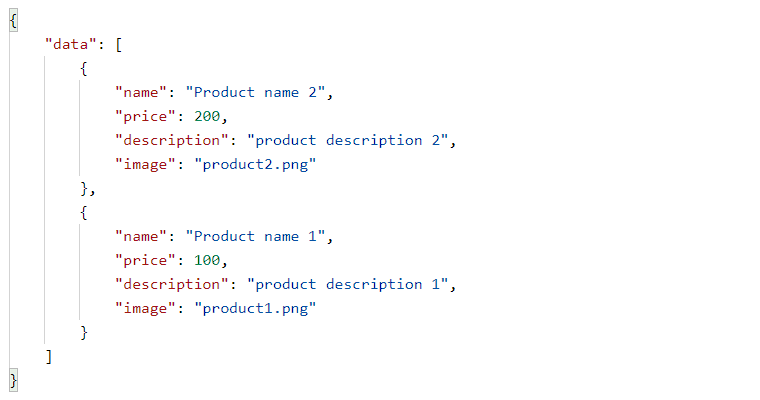 {
    "data": [
        {
            "name": "Product name 2",
            "price": 200,
            "description": "product description 2",
            "image": "product2.png"
        },
        {
            "name": "Product name 1",
            "price": 100,
            "description": "product description 1",
            "image": "product1.png"
        }
    ]
}